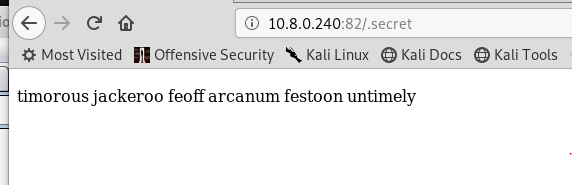 10.8.0.240:82/.secret
Most Visited Offensive Security Kali Linux Kali Docs Kali Tools
timorous jackeroo feoff arcanum festoon untimely